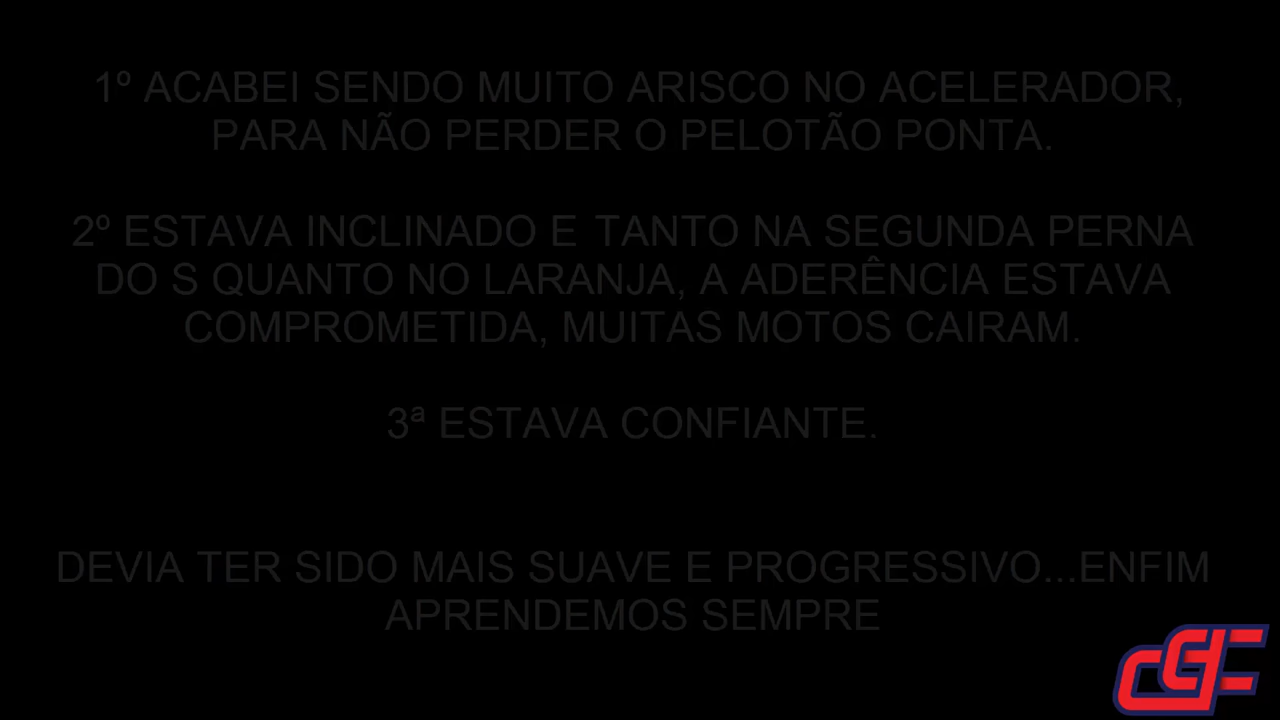 1º ACABEI SENDO MUITO ARISCO NO ACELERADOR,
PARA NÃO PERDER O PELOTÃO PONTA.
2º ESTAVA INCLINADO E TANTO NA SEGUNDA PERNA
DO S QUANTO NO LARANJA, A ADERÊNCIA ESTAVA
COMPROMETIDA, MUITAS MOTOS CAIRAM.
3ª ESTAVA CONFIANTE.
DEVIA TER SIDO MAIS SUAVE E PROGRESSIVO...ENFIM
APRENDEMOS SEMPRE